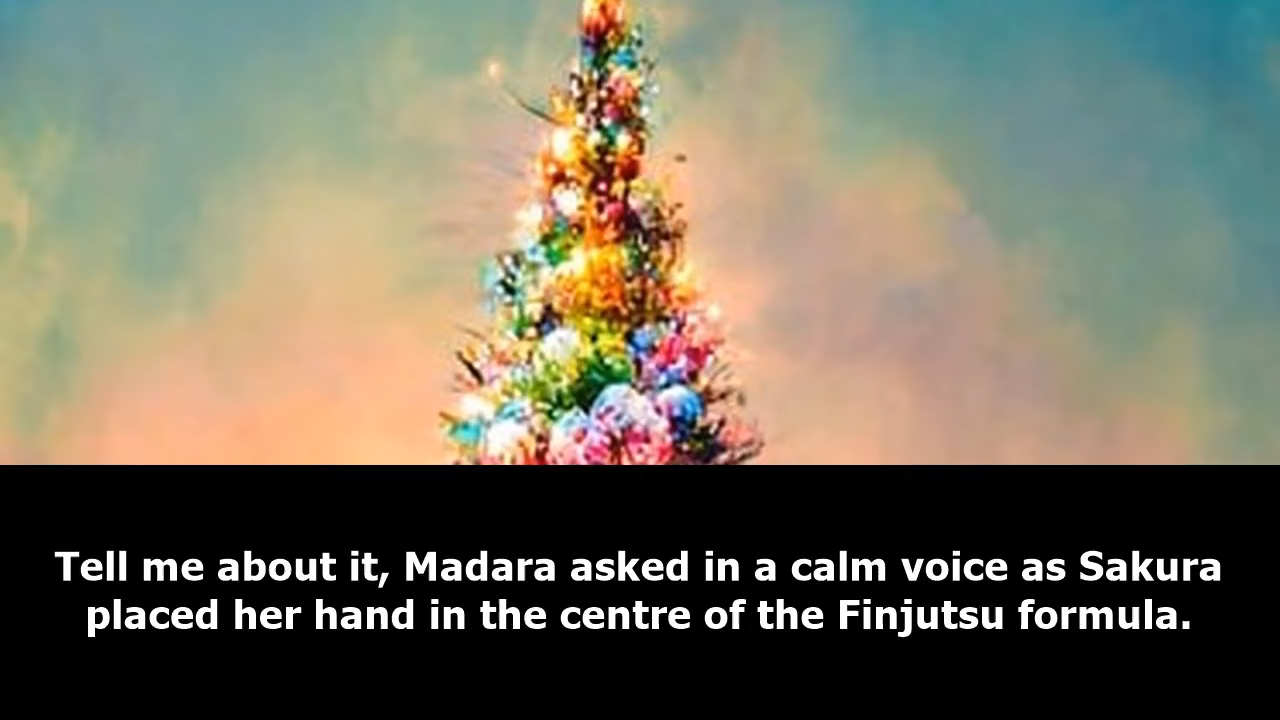 Tell me about it, Madara asked in a calm voice as Sakura
placed her hand in the centre of the Finjutsu formula.